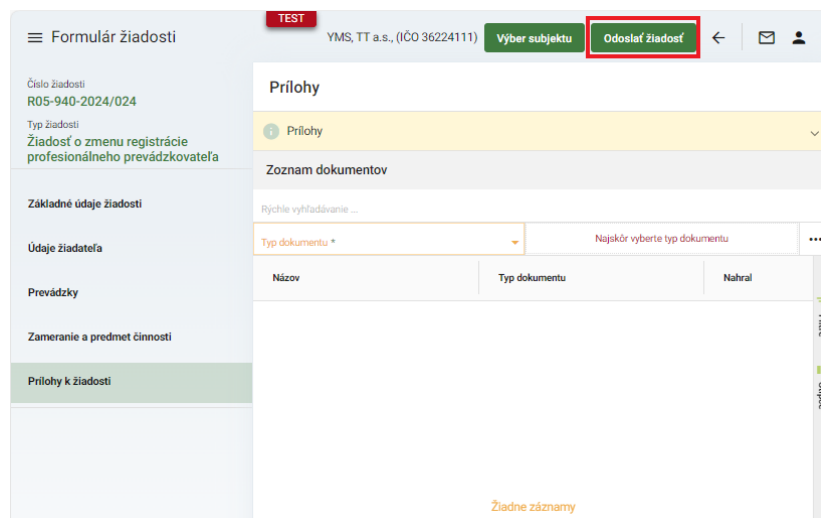 TEST
Formulár žiadosti
YMS, TT a.s., (IČO 36224111)
Výber subjektu
Odoslať žiadosť
Číslo žiadosti
R05-940-2024/024
Typ žiadosti
Žiadosť o zmenu registrácie
profesionálneho prevádzkovateľa
Základné údaje žiadosti
Údaje žiadateľa
Prevádzky
Zameranie a predmet činnosti
Prílohy k žiadosti
Prílohy
Prílohy
Zoznam dokumentov
Rýchle vyhľadávanie ...
Typ dokumentu *
Najskôr vyberte typ dokumentu
Názov
Typ dokumentu
Nahral
Žiadne záznamy